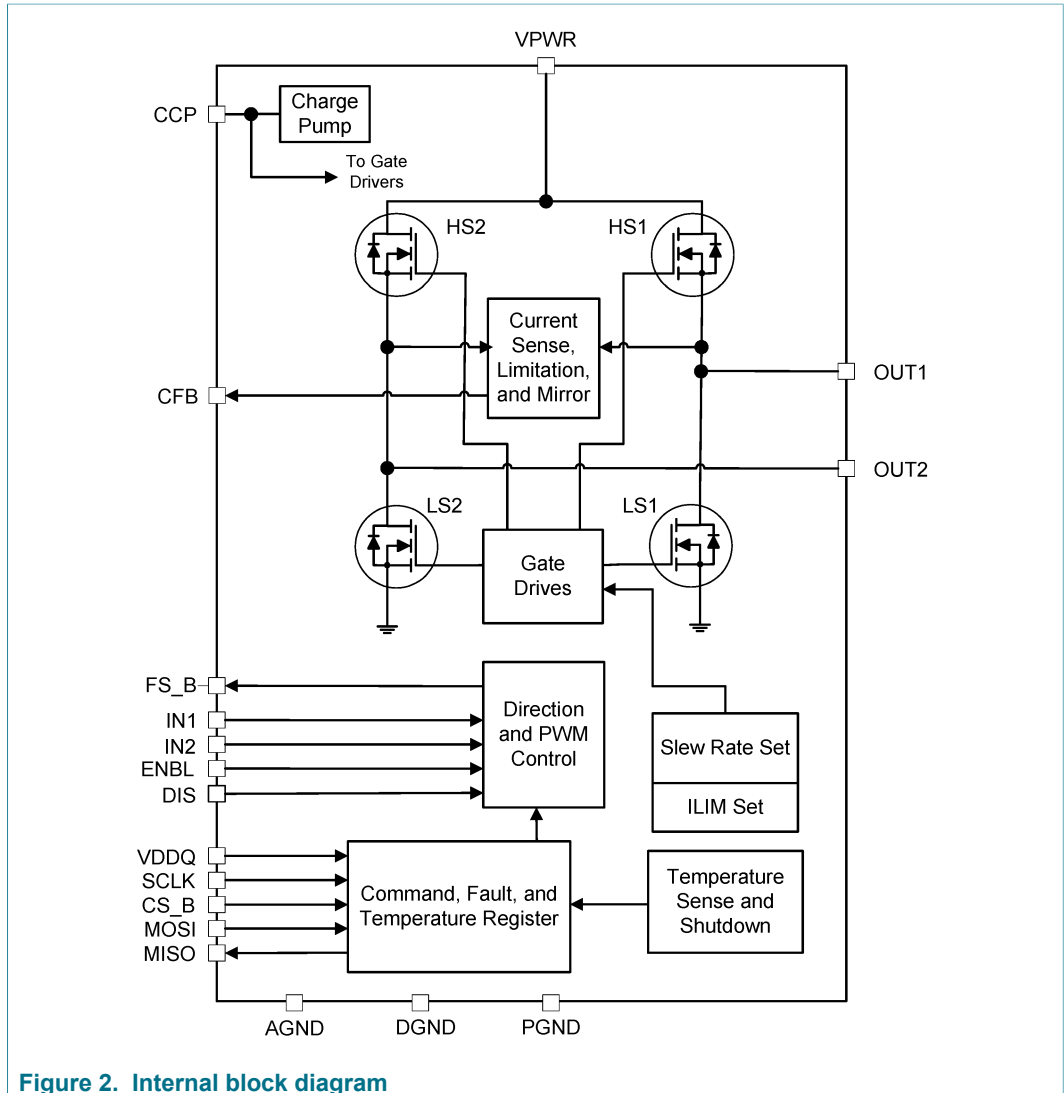 VPWR
CCP
Charge
Pump
To Gate
Drivers
HS2
HS1
Current
Sense,
Limitation,
and Mirror
OUT1
CFB
OUT2
LS2
LS1
Gate
Drives
FS_B
IN1
IN2
ENBL
DIS
Direction
and PWM
Control
Slew Rate Set
ILIM Set
VDDQ
SCLK
CS_B
MOSI
MISO
Command, Fault, and
Temperature Register
Temperature
Sense and
Shutdown
AGND
DGND
PGND
Figure 2. Internal block diagram